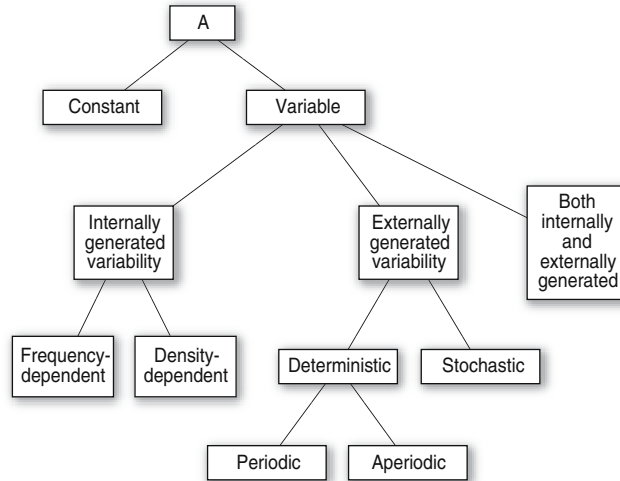 A
Constant
Variable
Internally
generated
variability
Externally
generated
variability
Both
internally
and
externally
generated
Frequency-
dependent
Density-
dependent
Deterministic
Stochastic
Periodic
Aperiodic